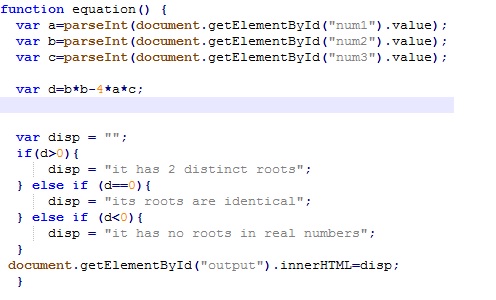 function equation() {
var a=parseInt(document.getElementById("num1").value);
var b=parseInt(document.getElementById("num2").value);
var c=parseInt(document.getElementById("num3").value);
var d=b*b-4*a*c;
var disp = "";
if(d>0){
disp = "it has 2 distinct roots";
} else if (d==0){
disp = "its roots are identical";
} else if (d<0){
disp = "it has no roots in real numbers";
}
document.getElementById("output").innerHTML=disp;
}